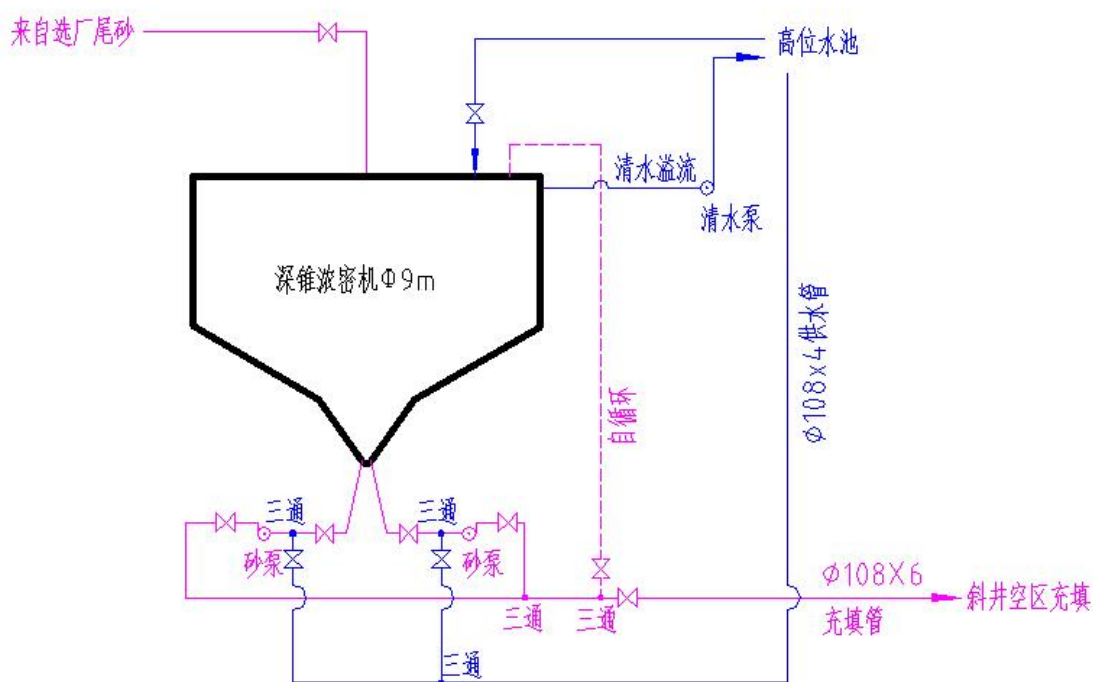 来自选厂尾砂
高位水池
清水溢流
清水泵
深锥浓密机Φ9m
Φ108x4供水管
自循环
三通
三通
砂泵
砂泵
Φ108X6
斜井空区充填
三通
三通
充填管
三通